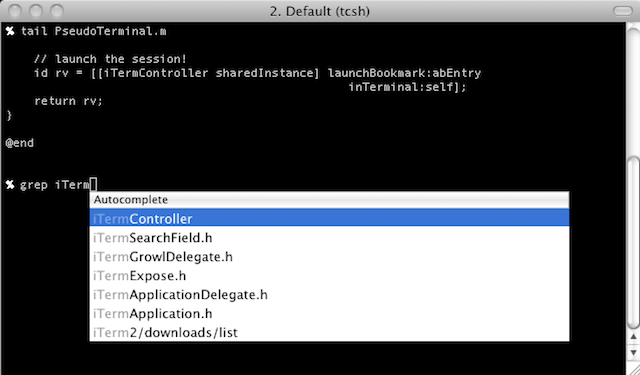 2. Default (tcsh)
% tail PseudoTerminal.m
// launch the session!
id rv = [[iTermController sharedInstance] launchBookmark:abEntry
inTerminal:self];
return rv;
}
@end
% grep iTerm
Autocomplete
iTermController
iTermSearchField.h
iTermGrowlDelegate.h
iTermExpose.h
iTermApplicationDelegate.h
iTermApplication.h
iTerm2/downloads/list